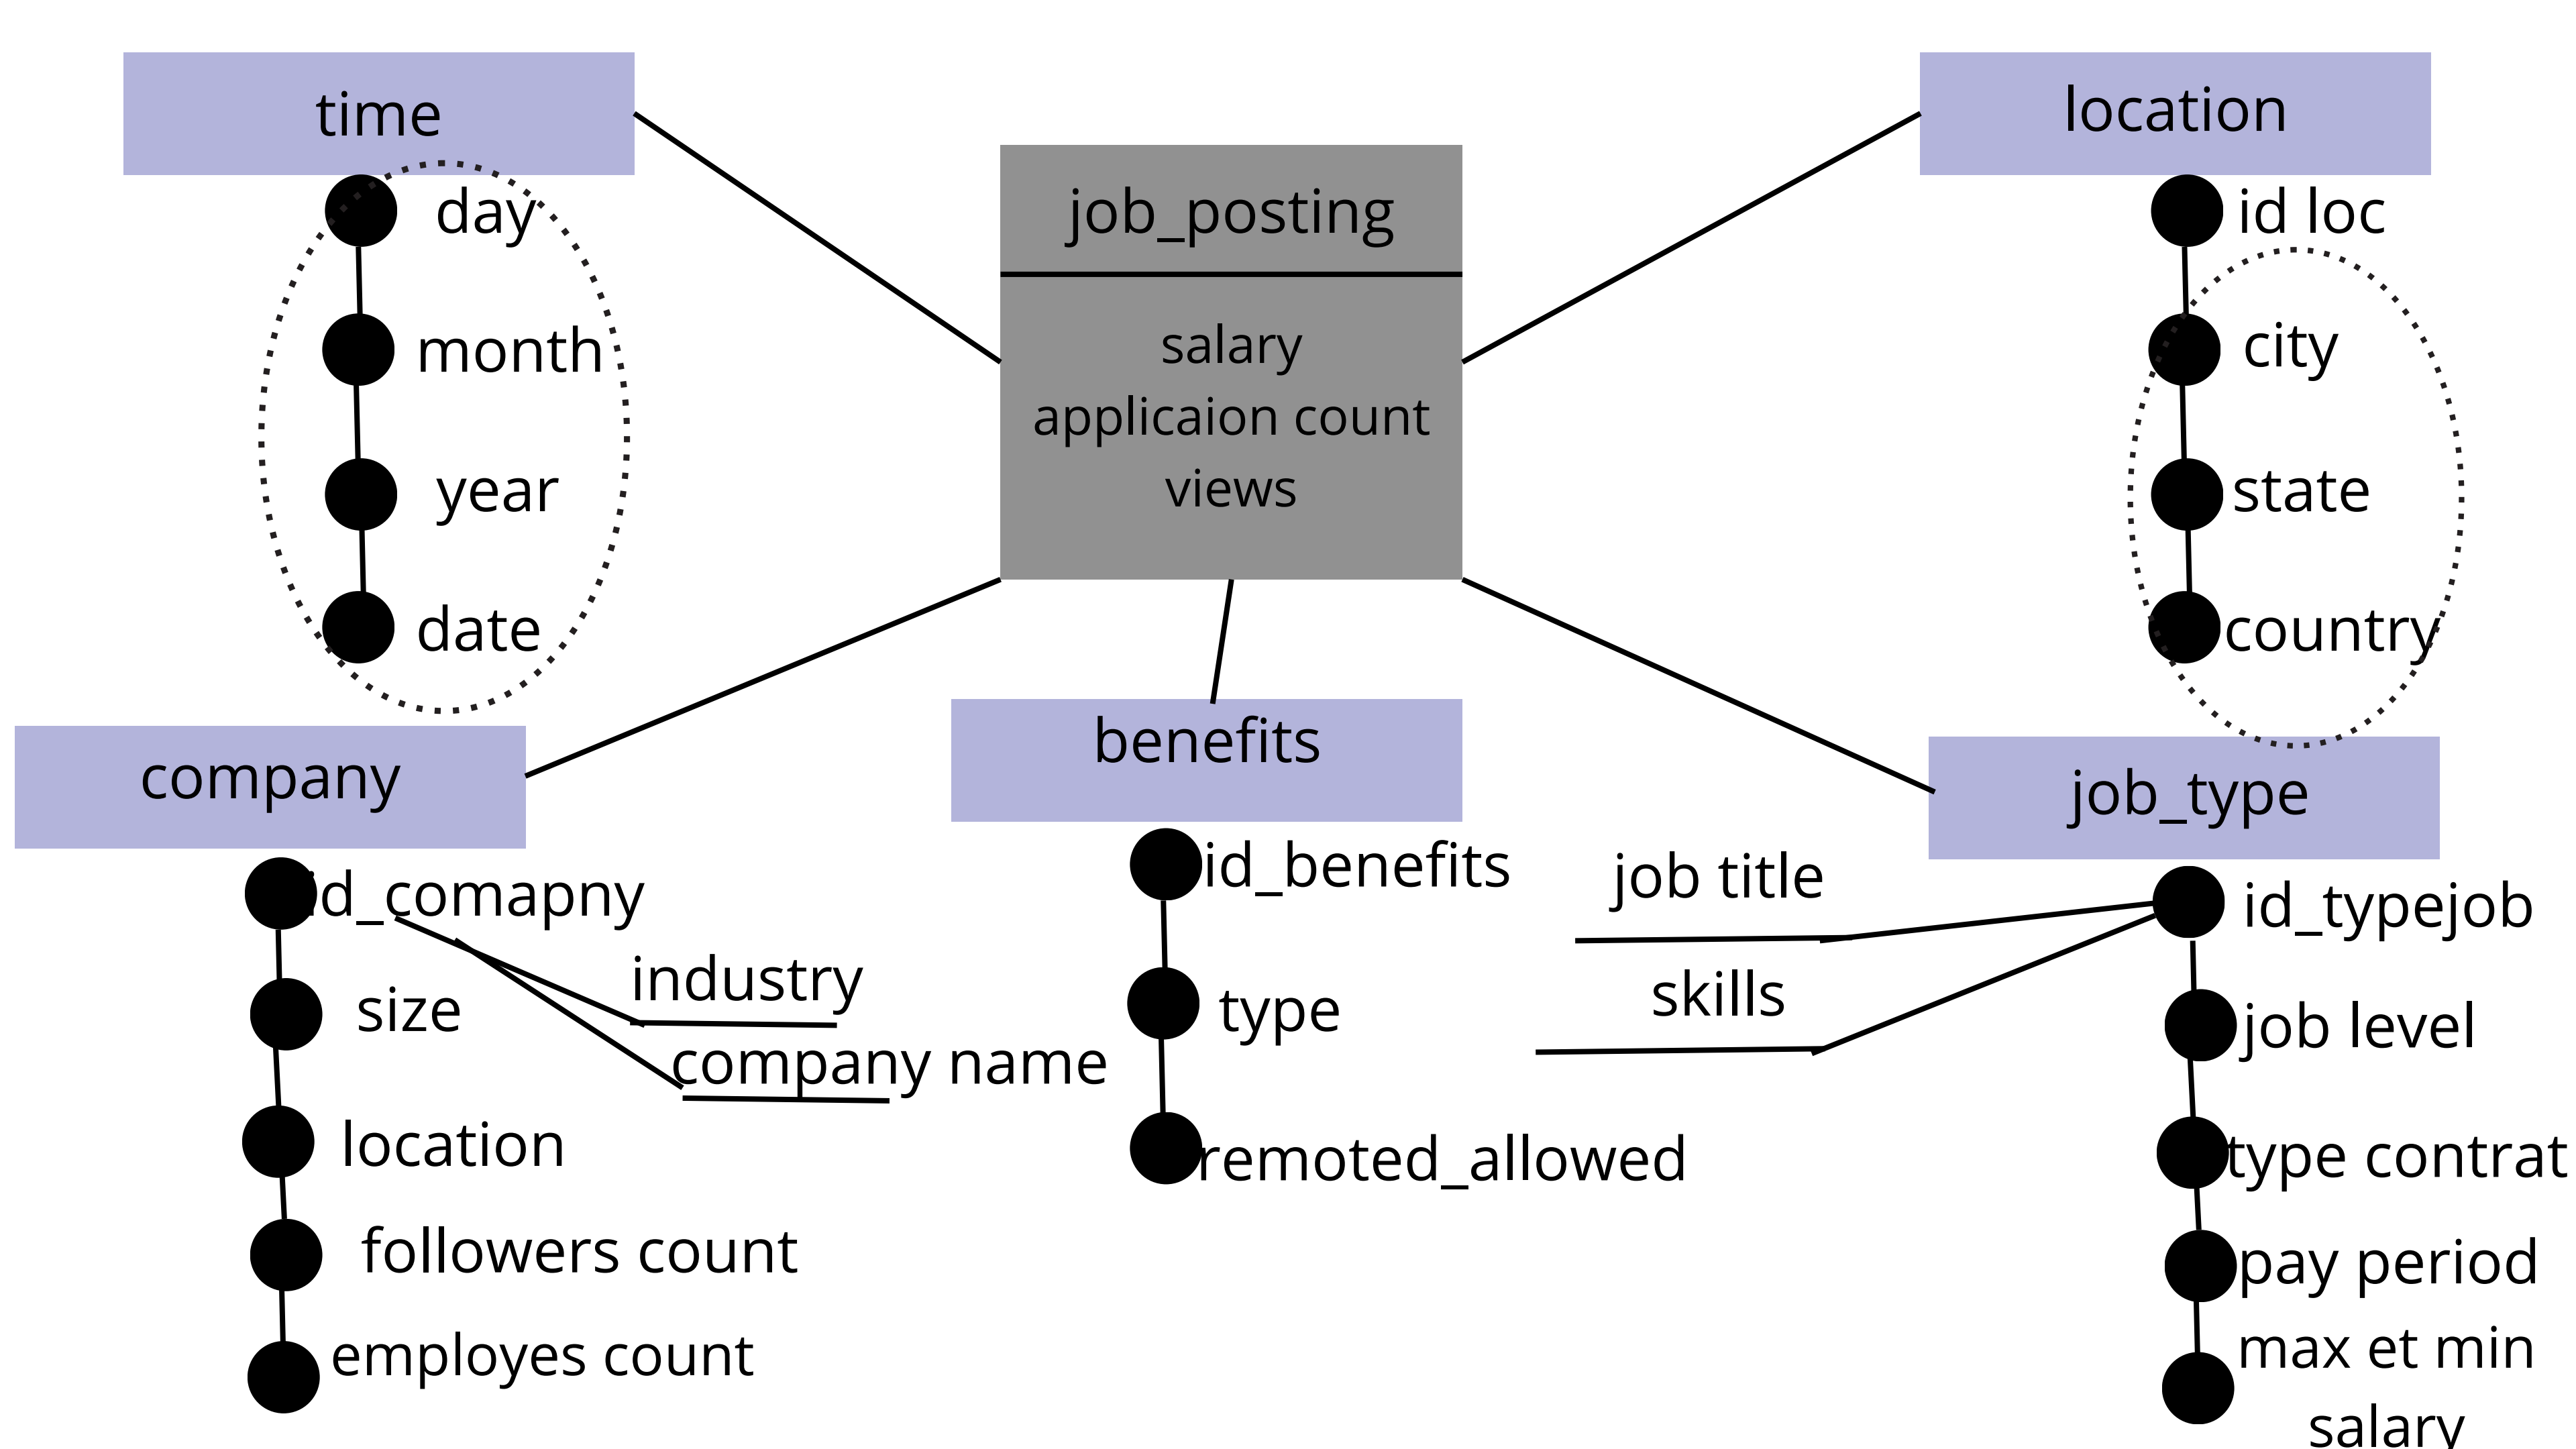 time
day
month
year
date
job_posting
salary
applicaion count
views
location
id loc
city
state
country
company
id_comapny
industry
company name
size
location
followers count
employes count
benefits
id_benefits
type
remoted_allowed
job_type
job title
skills
id_typejob
job level
type contrat
pay period
max et min
salary